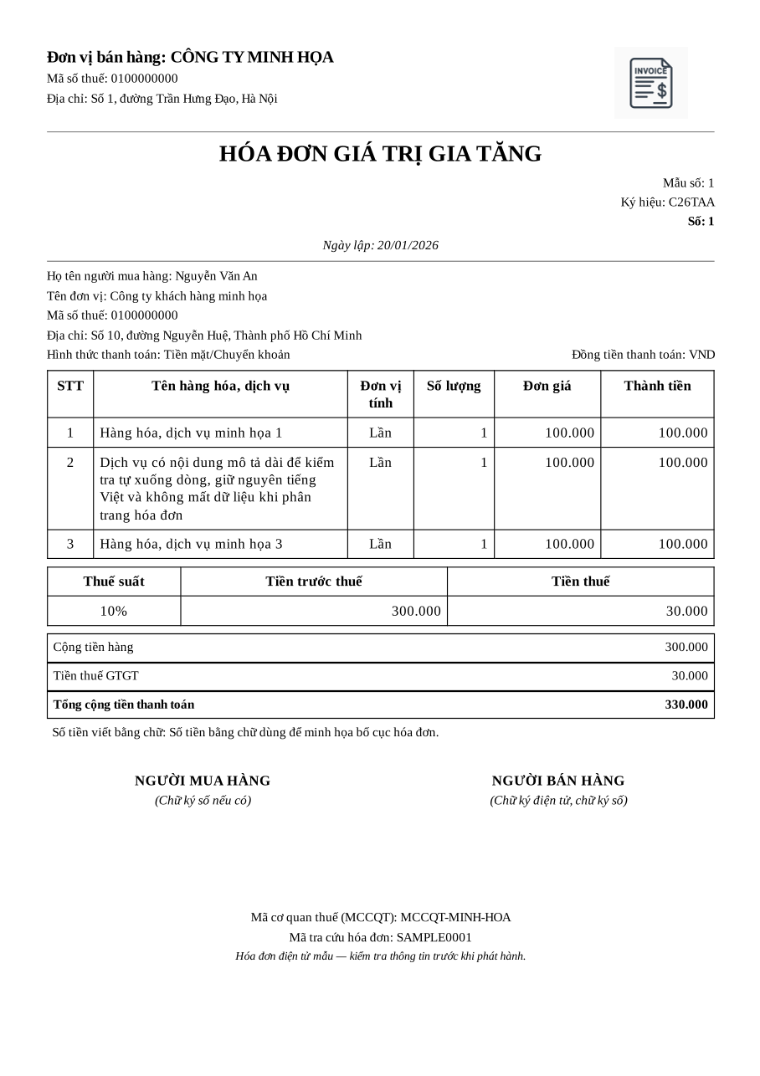 Đơn vị bán hàng: CÔNG TY MINH HỌA
Mã số thuế: 0100000000
Địa chỉ: Số 1, đường Trần Hưng Đạo, Hà Nội
INVOICE
$
HÓA ĐƠN GIÁ TRỊ GIA TĂNG
Mẫu số: 1
Ký hiệu: C26TAA
Số: 1
Ngày lập: 20/01/2026
Họ tên người mua hàng: Nguyễn Văn An
Tên đơn vị: Công ty khách hàng minh họa
Mã số thuế: 0100000000
Địa chỉ: Số 10, đường Nguyễn Huệ, Thành phố Hồ Chí Minh
Hình thức thanh toán: Tiền mặt/Chuyển khoản Đồng tiền thanh toán: VND
STT Tên hàng hóa, dịch vụ Đơn vị Số lượng Đơn giá Thành tiền
tính
1 Hàng hóa, dịch vụ minh họa 1 Lần 1 100.000 100.000
2 Dịch vụ có nội dung mô tả dài để kiểm Lần 1 100.000 100.000
tra tự xuống dòng, giữ nguyên tiếng
Việt và không mất dữ liệu khi phân
trang hóa đơn
3 Hàng hóa, dịch vụ minh họa 3 Lần 1 100.000 100.000
Thuế suất Tiền trước thuế Tiền thuế
10% 300.000 30.000
Cộng tiền hàng 300.000
Tiền thuế GTGT 30.000
Tổng cộng tiền thanh toán 330.000
Số tiền viết bằng chữ: Số tiền bằng chữ dùng để minh họa bố cục hóa đơn.
NGƯỜI MUA HÀNG NGƯỜI BÁN HÀNG
(Chữ ký số nếu có) (Chữ ký điện tử, chữ ký số)
Mã cơ quan thuế (MCCQT): MCCQT-MINH-HOA
Mã tra cứu hóa đơn: SAMPLE0001
Hóa đơn điện tử mẫu — kiểm tra thông tin trước khi phát hành.